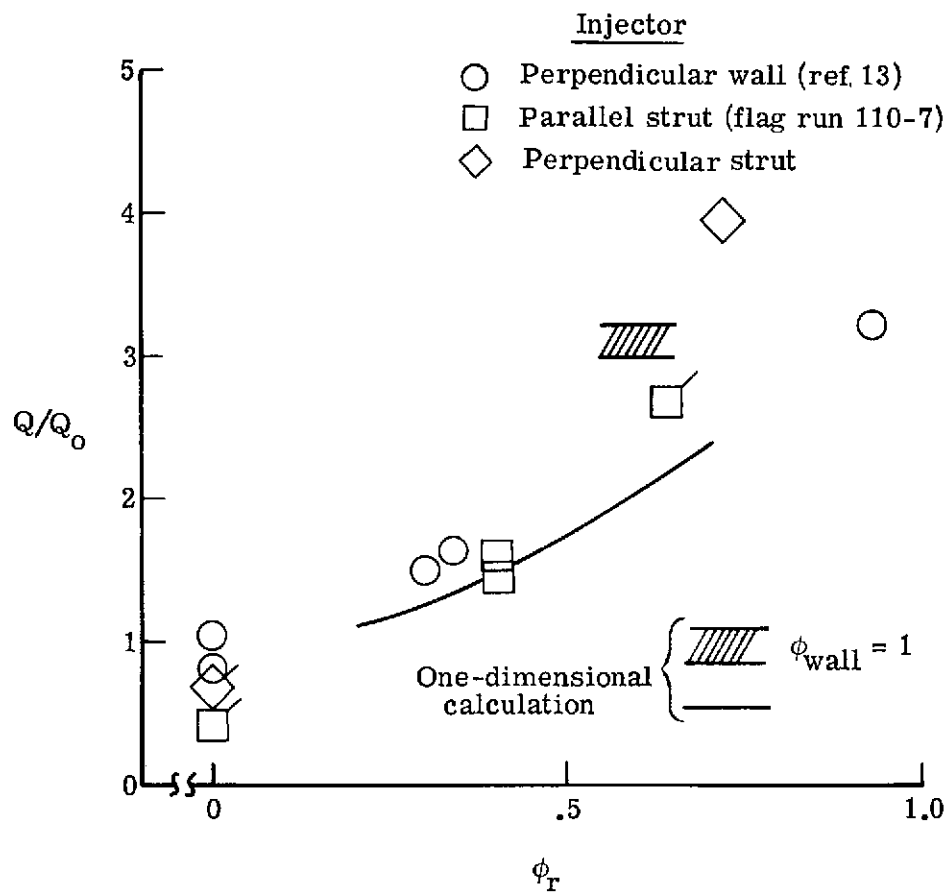 Injector
Perpendicular wall (ref. 13)
Parallel strut (flag run 110-7)
Perpendicular strut
5
4
3
2
1
0
Q/Qo
One-dimensional
calculation
ϕwall = 1
0
.5
1.0
ϕr